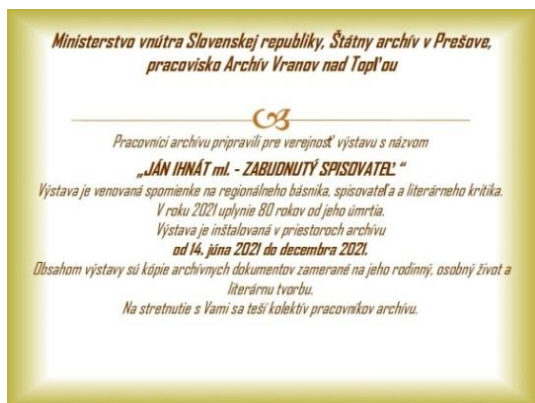 Ministerstvo vnútra Slovenskej republiky, Štátny archív v Prešove,
pracovisko Archív Vranov nad Topľou
Pracovníci archívu pripravili pre verejnosť výstavu s názvom
„JÁN IHNÁT ml. - ZABUDNUTÝ SPISOVATEĽ “
Výstava je venovaná spomienke na regionálneho básnika, spisovateľa a literárneho kritika.
V roku 2021 uplynie 80 rokov od jeho úmrtia.
Výstava je inštalovaná v priestoroch archívu
od 14. júna 2021 do decembra 2021.
Obsahom výstavy sú kópie archívnych dokumentov zamerané na jeho rodinný, osobný život a
literárnu tvorbu.
Na stretnutie s Vami sa teší kolektív pracovníkov archívu.